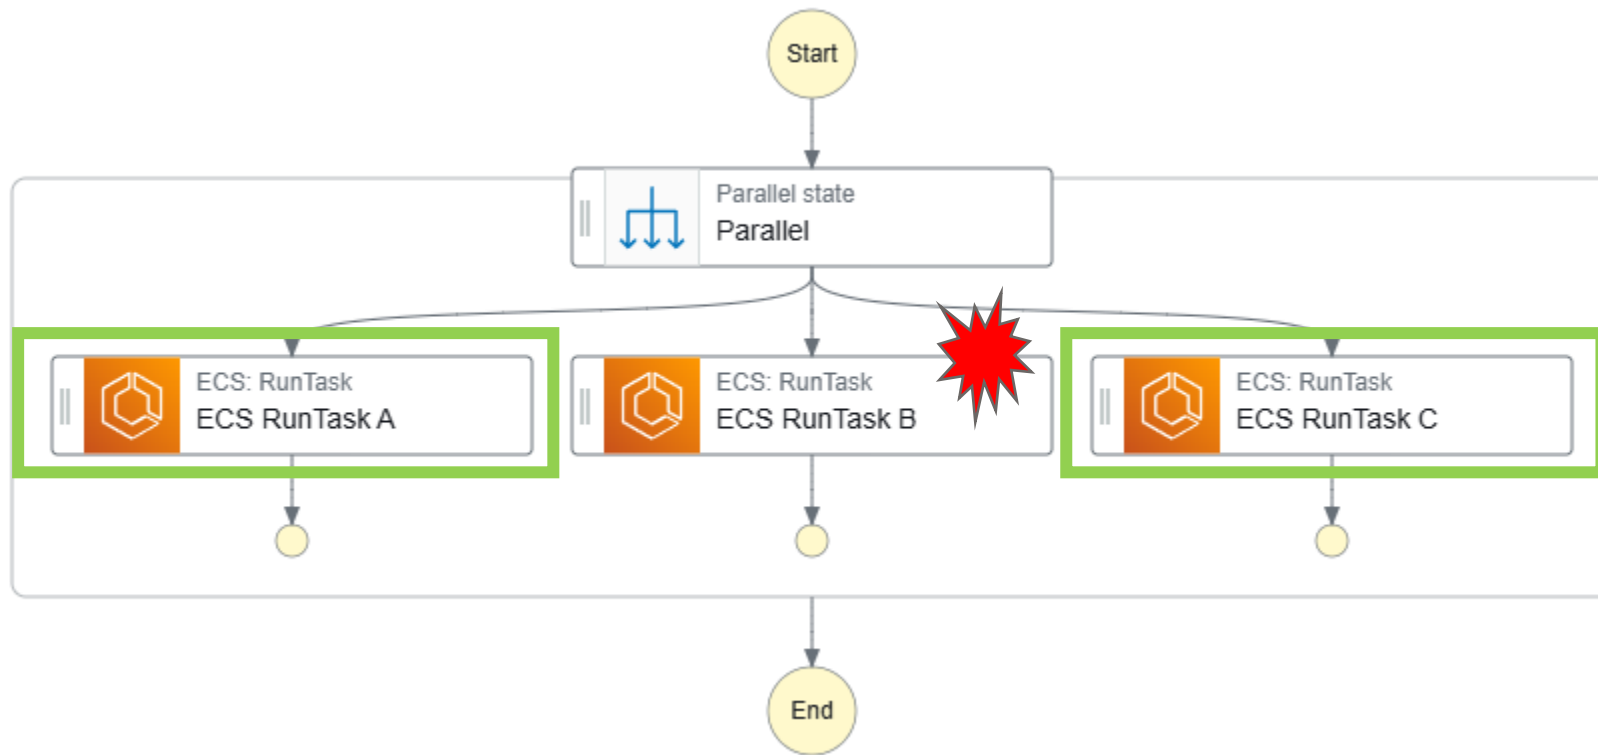 Start
Parallel state
Parallel
ECS: RunTask
ECS RunTask A
ECS: RunTask
ECS RunTask B
ECS: RunTask
ECS RunTask C
End